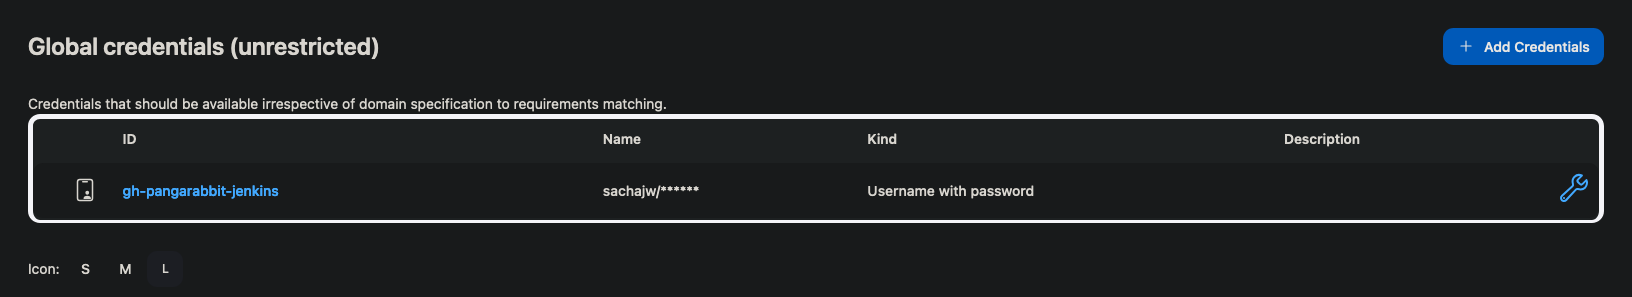 Global credentials (unrestricted)
+ Add Credentials
Credentials that should be available irrespective of domain specification to requirements matching.
ID Name Kind Description
gh-pangarabbit-jenkins sachajw/****** Username with password
Icon: S M L